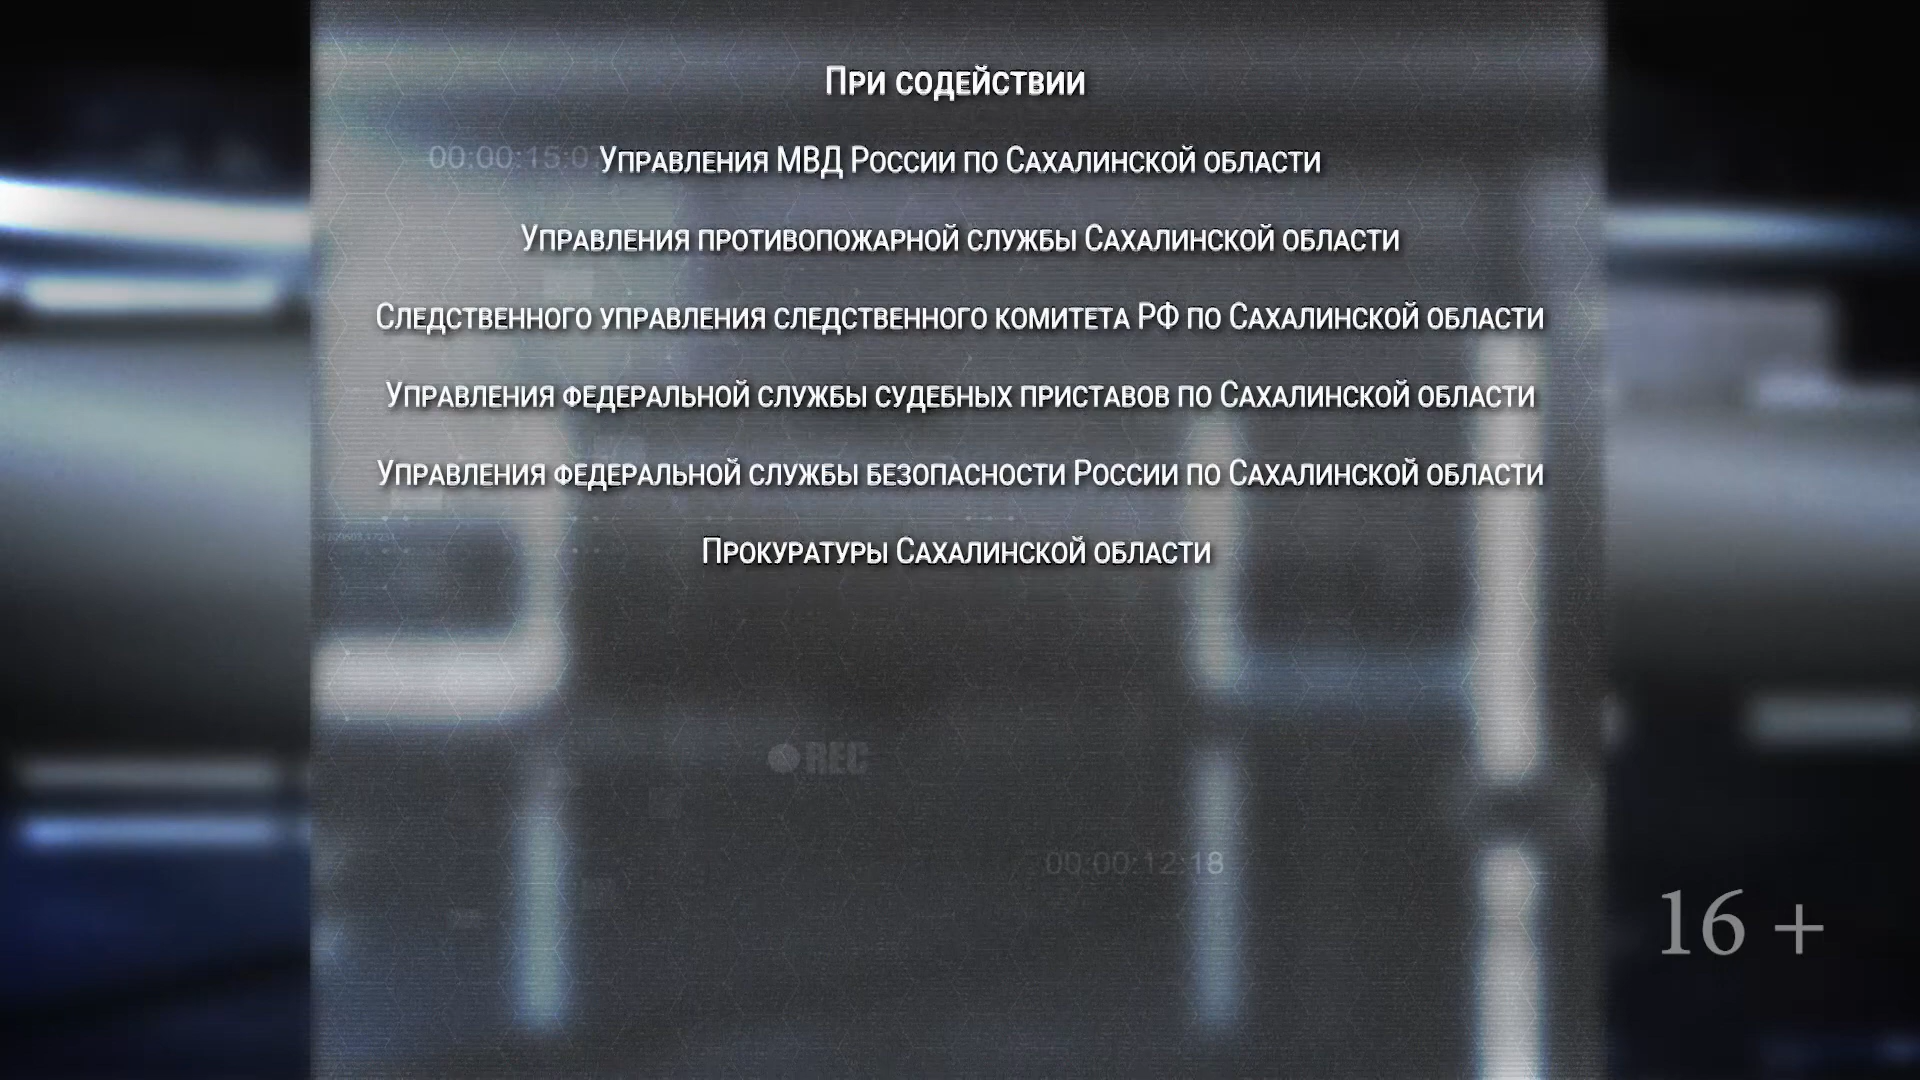 При содействии
00:00:15:0
Управления МВД России по Сахалинской области
Управления противопожарной службы Сахалинской области
Следственного управления следственного комитета РФ по Сахалинской области
Управления федеральной службы судебных приставов по Сахалинской области
Управления федеральной службы безопасности России по Сахалинской области
Прокуратуры Сахалинской области
REC
00:00:12:18
16 +